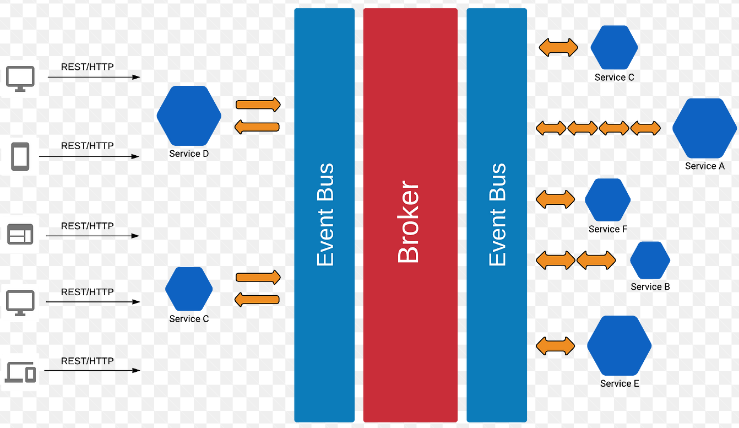 REST/HTTP
REST/HTTP
REST/HTTP
REST/HTTP
REST/HTTP
Service D
Service C
Event Bus
Broker
Event Bus
Service C
Service A
Service F
Service B
Service E